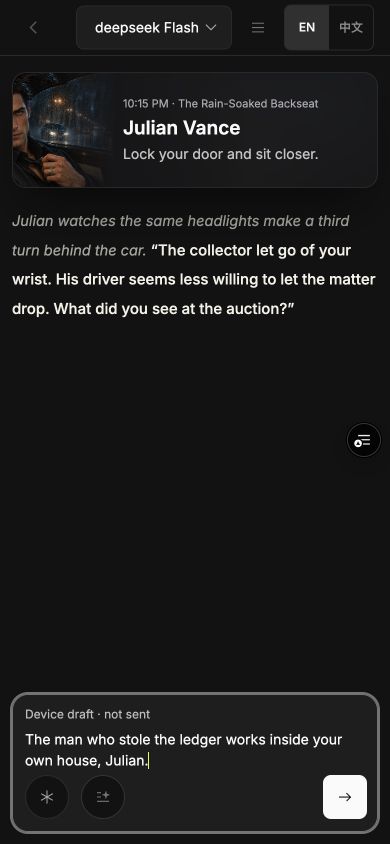 deepseek Flash
EN
中文
10:15 PM · The Rain-Soaked Backseat
Julian Vance
Lock your door and sit closer.
Julian watches the same headlights make a third
turn behind the car. “The collector let go of your
wrist. His driver seems less willing to let the matter
drop. What did you see at the auction?”
Device draft · not sent
The man who stole the ledger works inside your
own house, Julian.